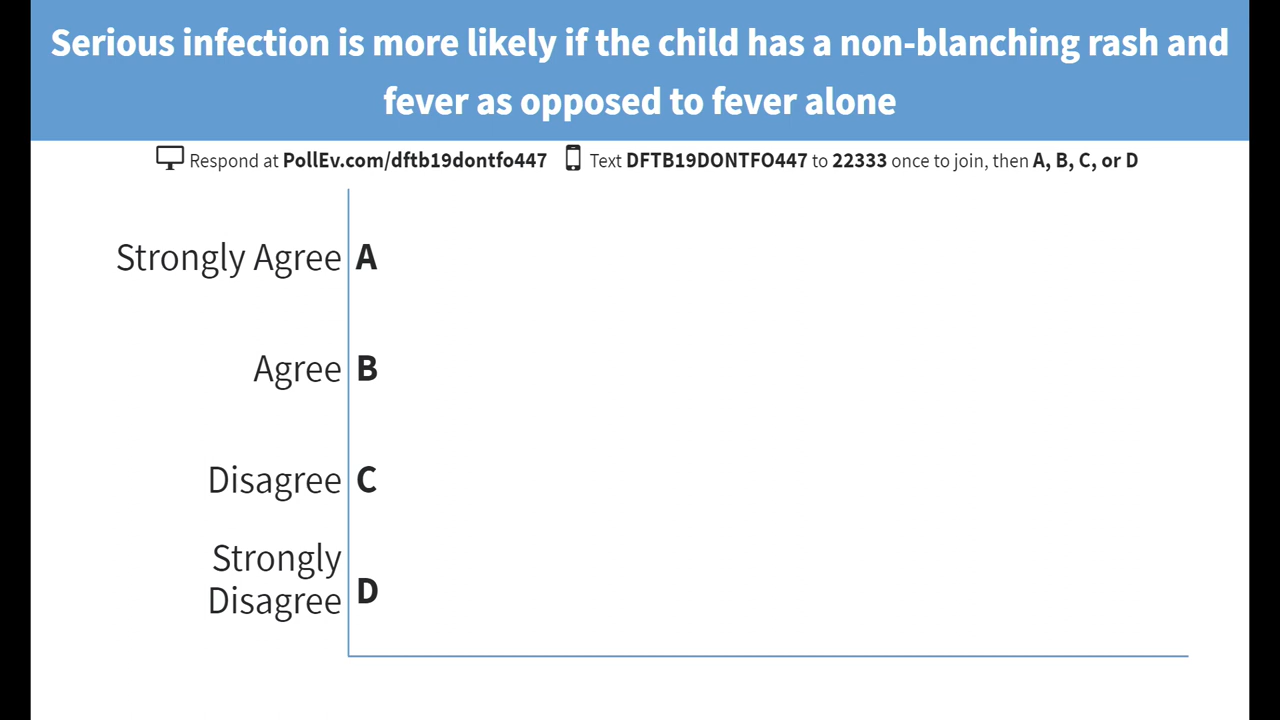 Serious infection is more likely if the child has a non-blanching rash and
fever as opposed to fever alone
Respond at PollEv.com/dftb19dontfo447 Text DFTB19DONTFO447 to 22333 once to join, then A, B, C, or D
Strongly Agree A
Agree B
Disagree C
Strongly
Disagree D